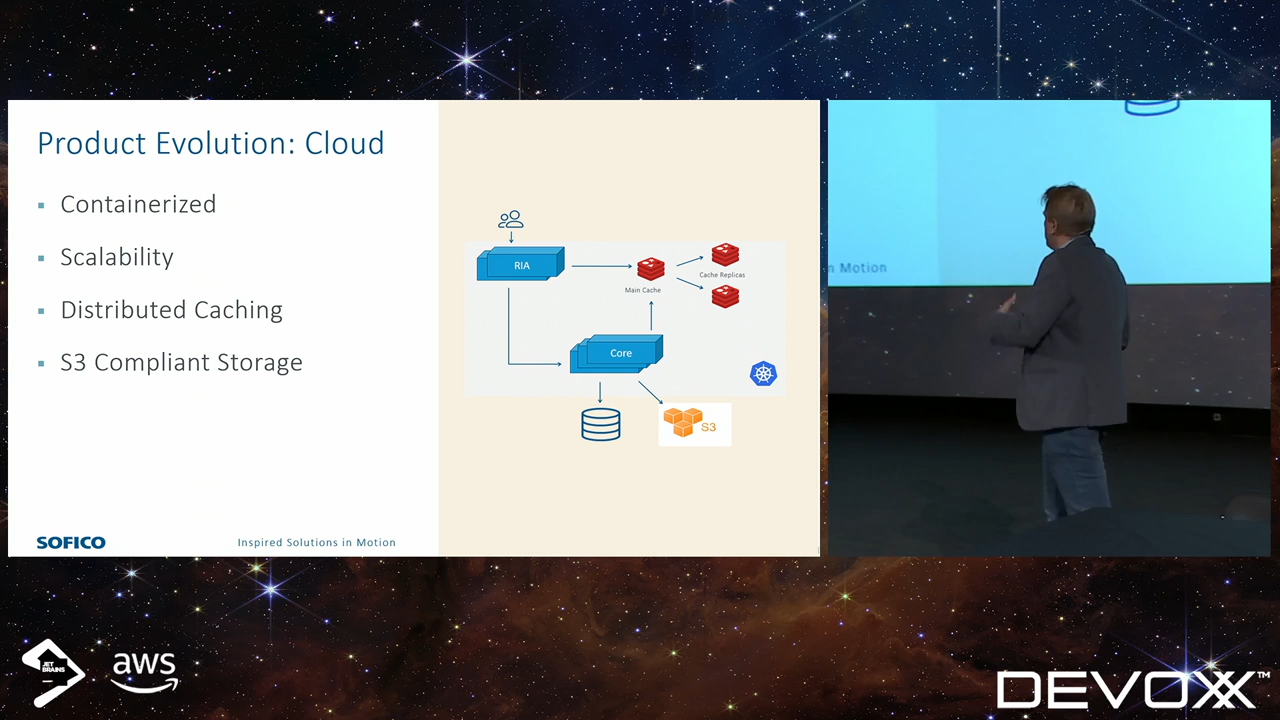 Product Evolution: Cloud
Containerized
Scalability
Distributed Caching
S3 Compliant Storage
RIA
Main Cache
Cache Replicas
Core
S3
SOFICO
Inspired Solutions in Motion
n Motion
JET
BRAINS
aws
DEVOXX™